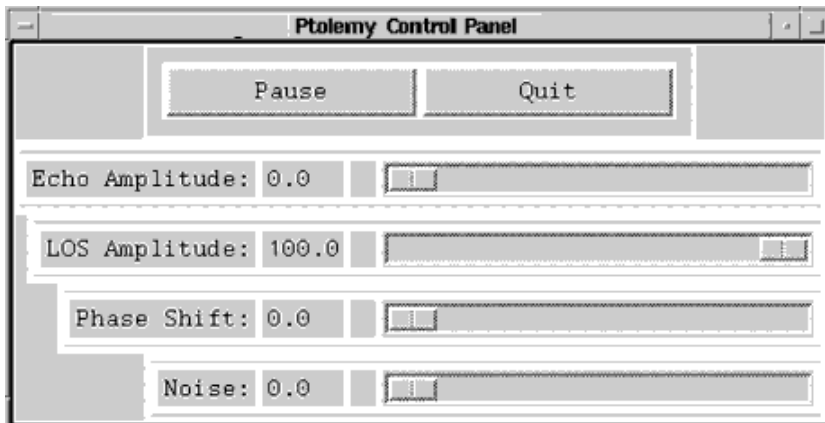 Ptolemy Control Panel
Pause Quit
Echo Amplitude: 0.0
LOS Amplitude: 100.0
Phase Shift: 0.0
Noise: 0.0